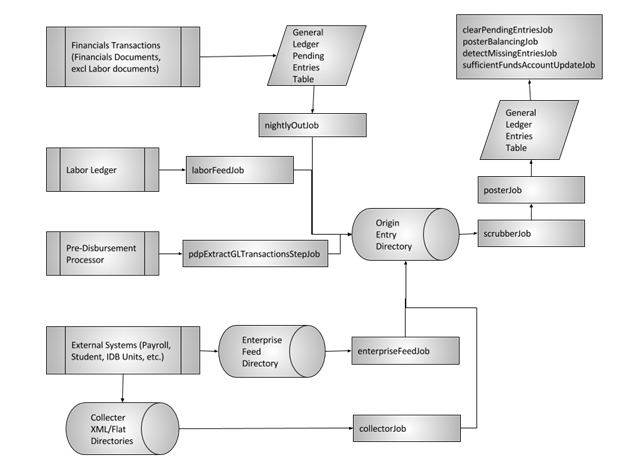 Financials Transactions
(Financials Documents,
excl Labor documents)
General
Ledger
Pending
Entries
Table
clearPendingEntriesJob
posterBalancingJob
detectMissingEntriesJob
sufficientFundsAccountUpdateJob
nightlyOutJob
General
Ledger
Entries
Table
Labor Ledger
laborFeedJob
posterJob
Origin
Entry
Directory
scrubberJob
Pre-Disbursement
Processor
pdpExtractGLTransactionsStepJob
External Systems (Payroll,
Student, IDB Units, etc.)
Enterprise
Feed
Directory
enterpriseFeedJob
Collecter
XML/Flat
Directories
collectorJob